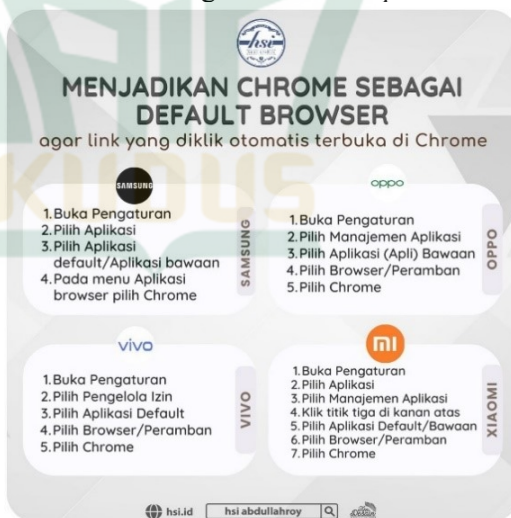 hsi
MENJADIKAN CHROME SEBAGAI
DEFAULT BROWSER
agar link yang diklik otomatis terbuka di Chrome
SAMSUNG
1.Buka Pengaturan
2.Pilih Aplikasi
3.Pilih Aplikasi
default/Aplikasi bawaan
4.Pada menu Aplikasi
browser pilih Chrome
SAMSUNG
oppo
1.Buka Pengaturan
2.Pilih Manajemen Aplikasi
3.Pilih Aplikasi (Apli) Bawaan
4.Pilih Browser/Peramban
5.Pilih Chrome
OPPO
vivo
1.Buka Pengaturan
2.Pilih Pengelola Izin
3.Pilih Aplikasi Default
4.Pilih Browser/Peramban
5.Pilih Chrome
VIVO
mi
1.Buka Pengaturan
2.Pilih Aplikasi
3.Pilih Manajemen Aplikasi
4.Klik titik tiga di kanan atas
5.Pilih Aplikasi Default/Bawaan
6.Pilih Browser/Peramban
7.Pilih Chrome
XIAOMI
hsi.id
hsi abdullahroy
KUDUS